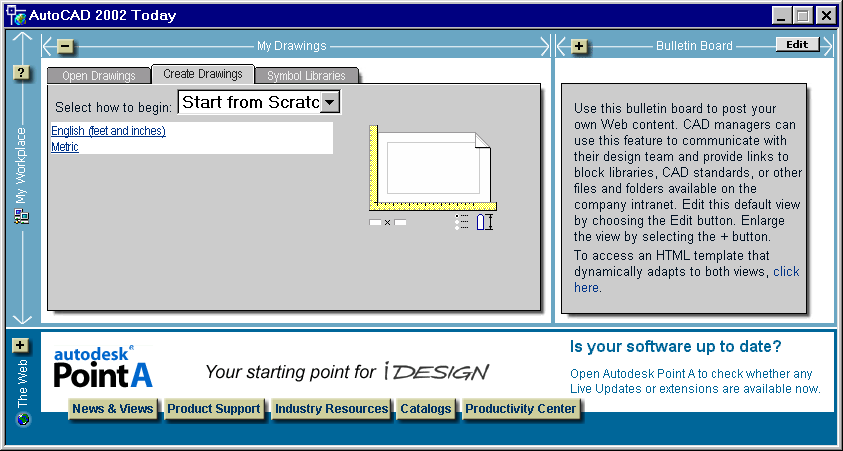 AutoCAD 2002 Today
My Workplace
My Drawings
Bulletin Board
Edit
Open Drawings
Create Drawings
Symbol Libraries
Select how to begin:
Start from Scratc
English (feet and inches)
Metric
Use this bulletin board to post your
own Web content. CAD managers can
use this feature to communicate with
their design team and provide links to
block libraries, CAD standards, or other
files and folders available on the
company intranet. Edit this default view
by choosing the Edit button. Enlarge
the view by selecting the + button.
To access an HTML template that
dynamically adapts to both views, click
here.
The Web
autodesk®
Point A
Your starting point for iDESIGN
Is your software up to date?
Open Autodesk Point A to check whether any
Live Updates or extensions are available now.
News & Views
Product Support
Industry Resources
Catalogs
Productivity Center